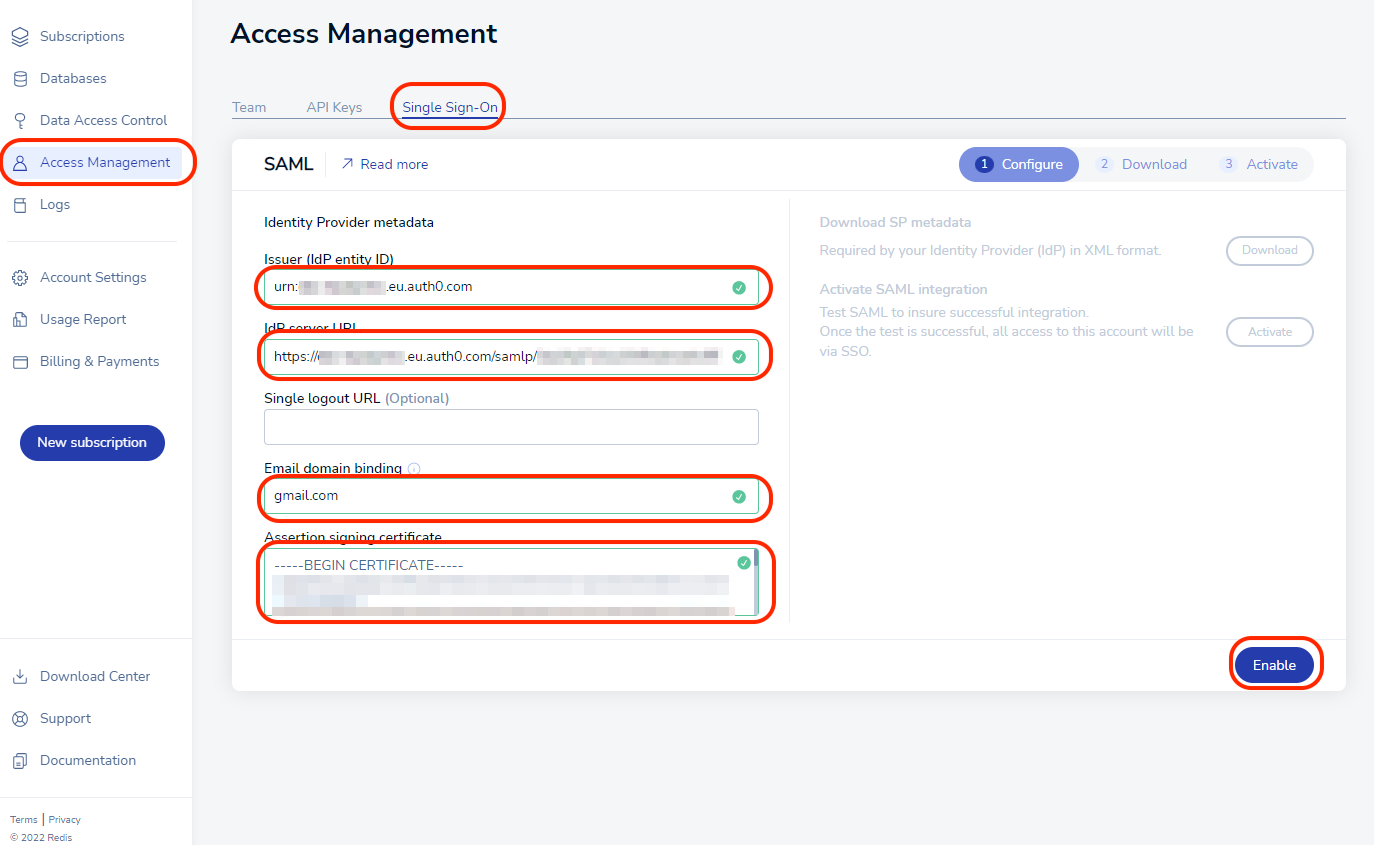 Subscriptions
Databases
Data Access Control
Access Management
Logs
Account Settings
Usage Report
Billing & Payments
New subscription
Download Center
Support
Documentation
Terms | Privacy
© 2022 Redis
Access Management
Team API Keys Single Sign-On
SAML Read more
1 Configure 2 Download 3 Activate
Identity Provider metadata
Issuer (IdP entity ID)
urn: .eu.auth0.com
IdP server URL
https:// .eu.auth0.com/samlp/
Single logout URL (Optional)
Email domain binding
gmail.com
Assertion signing certificate
-----BEGIN CERTIFICATE-----
Download SP metadata
Required by your Identity Provider (IdP) in XML format.
Download
Activate SAML integration
Test SAML to insure successful integration.
Once the test is successful, all access to this account will be
via SSO.
Activate
Enable